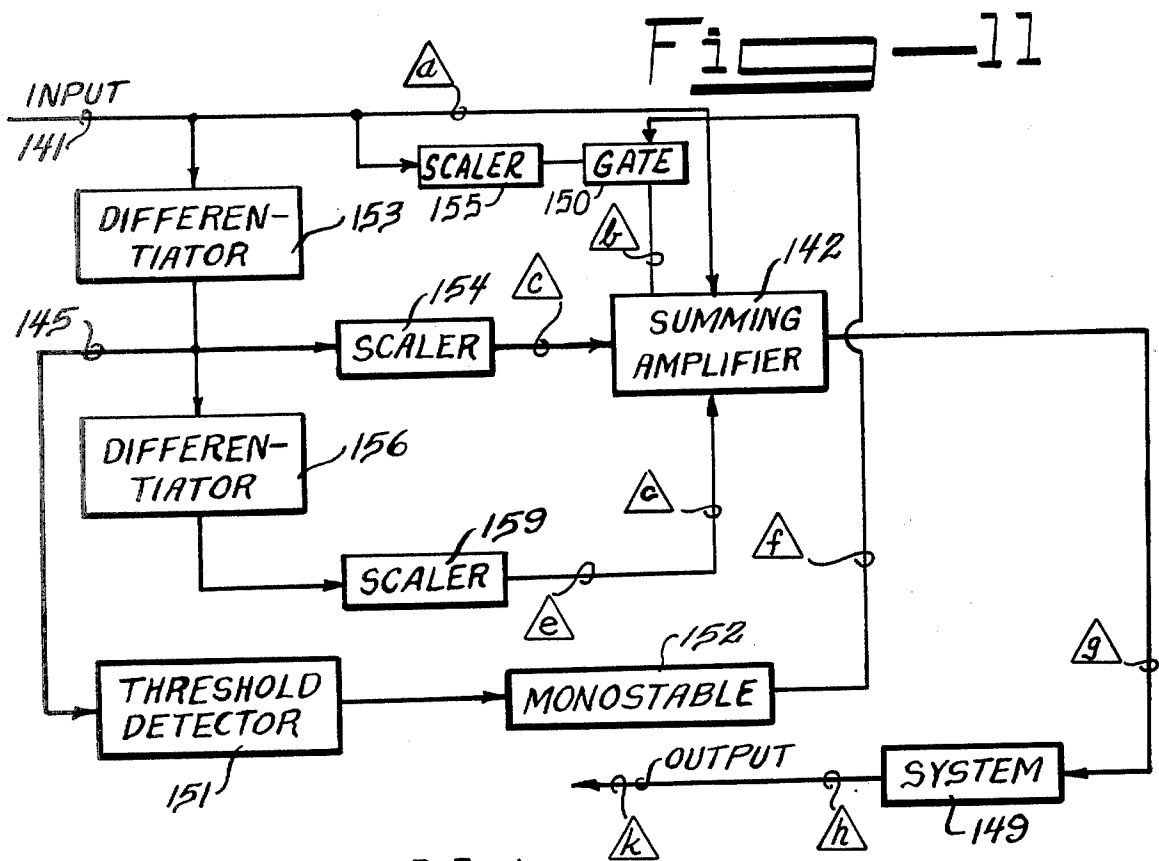 Fi — 11
a
INPUT
141
SCALER
155
GATE
150
DIFFEREN-
TIATOR
153
b
142
c
154
145
SCALER
SUMMING
AMPLIFIER
DIFFEREN-
TIATOR
156
a
159
SCALER
f
e
g
152
THRESHOLD
DETECTOR
MONOSTABLE
151
OUTPUT
SYSTEM
k
h
149